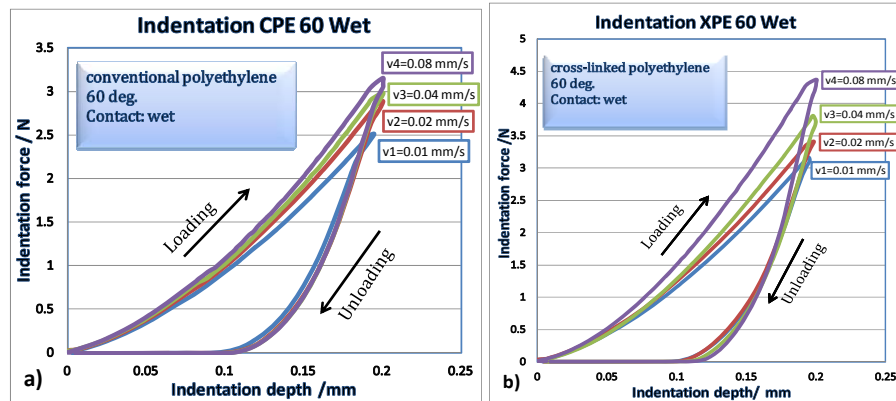 Indentation CPE 60 Wet
conventional polyethylene
60 deg.
Contact: wet
v4=0.08 mm/s
v3=0.04 mm/s
v2=0.02 mm/s
v1=0.01 mm/s
Loading
Unloading
Indentation force /N
3.5
3
2.5
2
1.5
1
0.5
0
0
0.05
0.1
0.15
0.2
0.25
Indentation depth /mm
a)
Indentation XPE 60 Wet
cross-linked polyethylene
60 deg.
Contact: wet
v4=0.08 mm/s
v3=0.04 mm/s
v2=0.02 mm/s
v1=0.01 mm/s
Loading
Unloading
Indentation force /N
5
4.5
4
3.5
3
2.5
2
1.5
1
0.5
0
0
0.05
0.1
0.15
0.2
0.25
Indentation depth/ mm
b)